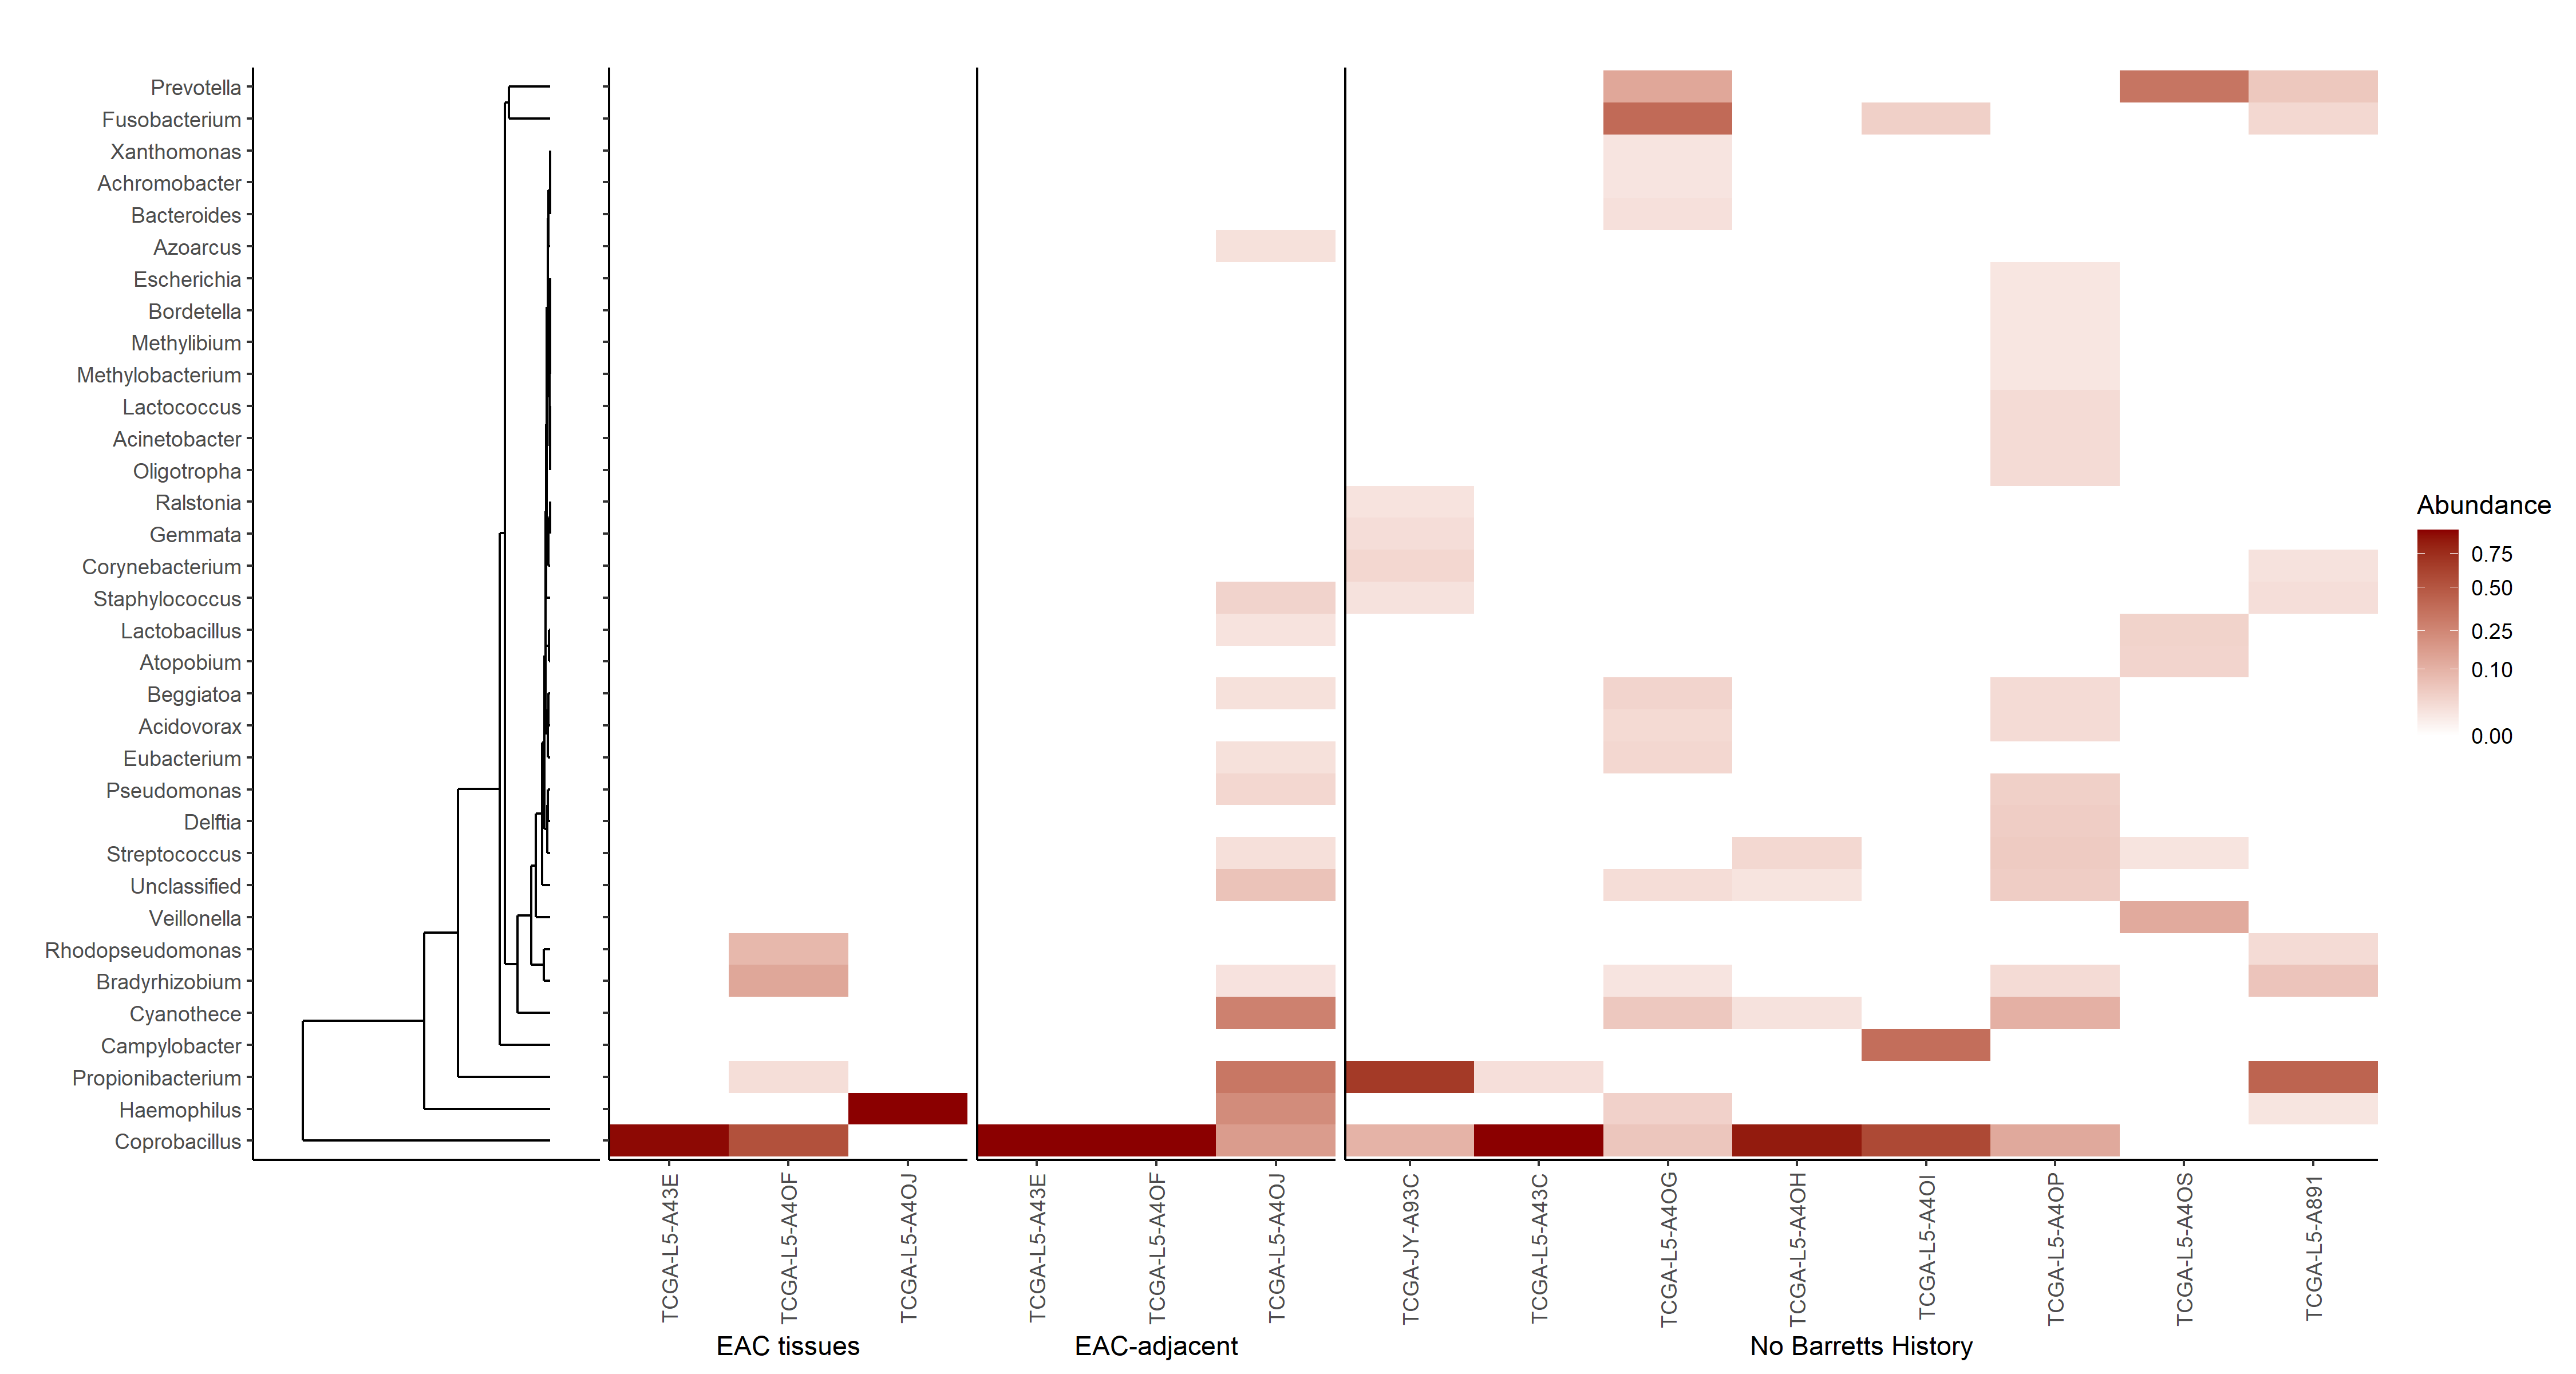 Prevotella
Fusobacterium
Xanthomonas
Achromobacter
Bacteroides
Azoarcus
Escherichia
Bordetella
Methylibium
Methylobacterium
Lactococcus
Acinetobacter
Oligotropha
Ralstonia
Gemmata
Corynebacterium
Staphylococcus
Lactobacillus
Atopobium
Beggiatoa
Acidovorax
Eubacterium
Pseudomonas
Delftia
Streptococcus
Unclassified
Veillonella
Rhodopseudomonas
Bradyrhizobium
Cyanothece
Campylobacter
Propionibacterium
Haemophilus
Coprobacillus
TCGA-L5-A43E
TCGA-L5-A4OF
TCGA-L5-A4OJ
EAC tissues
TCGA-L5-A43E
TCGA-L5-A4OF
TCGA-L5-A4OJ
EAC-adjacent
TCGA-JY-A93C
TCGA-L5-A43C
TCGA-L5-A4OG
TCGA-L5-A4OH
TCGA-L5-A4OI
TCGA-L5-A4OP
TCGA-L5-A4OS
TCGA-L5-A891
No Barretts History
Abundance
0.75
0.50
0.25
0.10
0.00